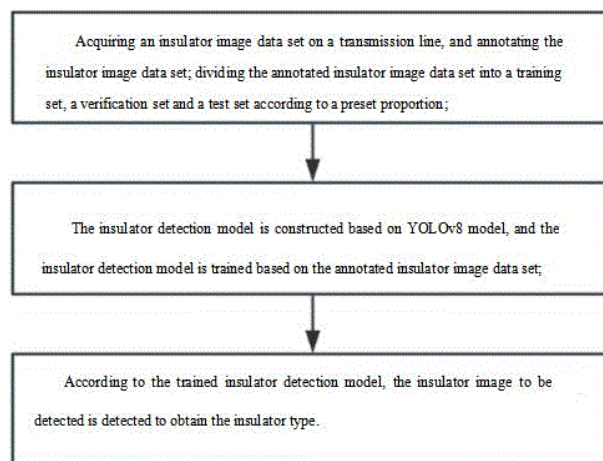 Acquiring an insulator image data set on a transmission line, and annotating the
insulator image data set; dividing the annotated insulator image data set into a training
set, a verification set and a test set according to a preset proportion;
The insulator detection model is constructed based on YOLOv8 model, and the
insulator detection model is trained based on the annotated insulator image data set;
According to the trained insulator detection model, the insulator image to be
detected is detected to obtain the insulator type.